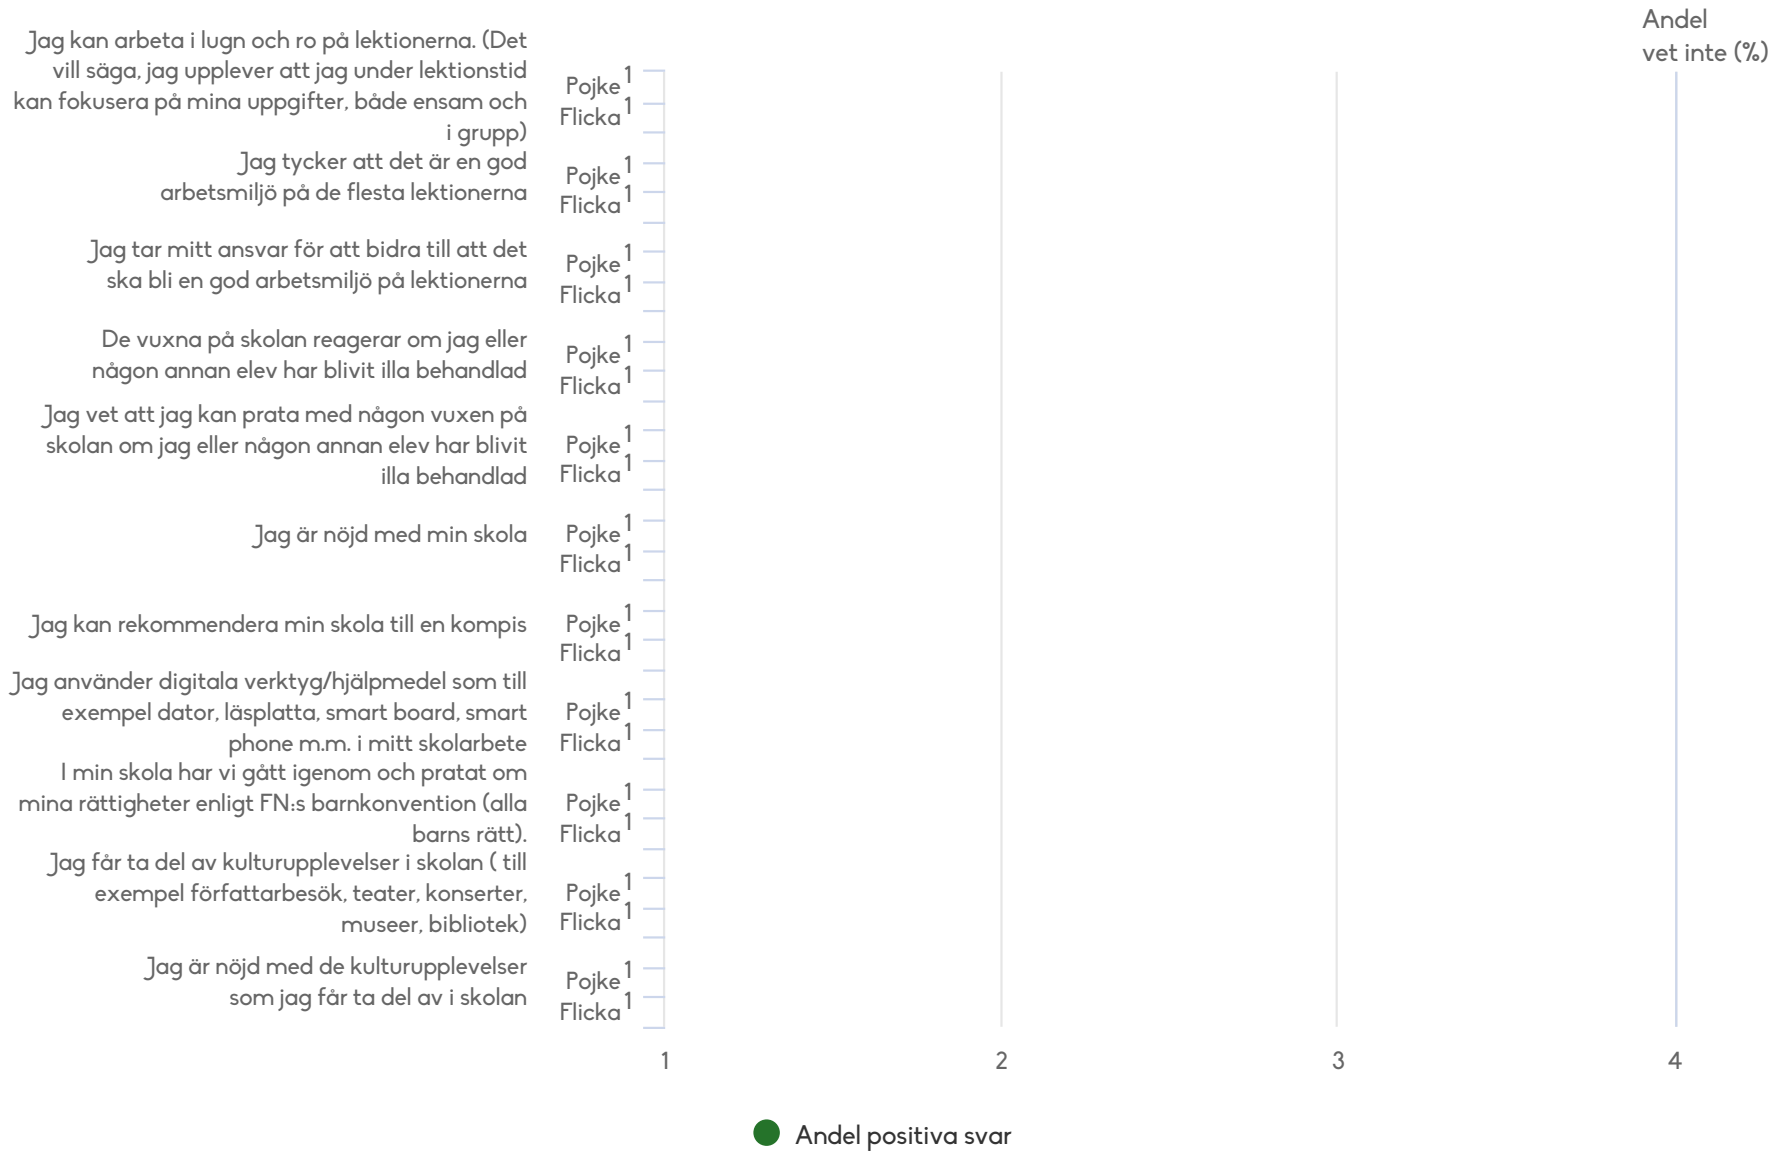 Andel
vet inte (%)
Jag kan arbeta i lugn och ro på lektionerna. (Det
vill säga, jag upplever att jag under lektionstid
kan fokusera på mina uppgifter, både ensam och
i grupp)
Pojke 1
Flicka 1
Jag tycker att det är en god
arbetsmiljö på de flesta lektionerna
Pojke 1
Flicka 1
Jag tar mitt ansvar för att bidra till att det
ska bli en god arbetsmiljö på lektionerna
Pojke 1
Flicka 1
De vuxna på skolan reagerar om jag eller
någon annan elev har blivit illa behandlad
Pojke 1
Flicka 1
Jag vet att jag kan prata med någon vuxen på
skolan om jag eller någon annan elev har blivit
illa behandlad
Pojke 1
Flicka 1
Jag är nöjd med min skola
Pojke 1
Flicka 1
Jag kan rekommendera min skola till en kompis
Pojke 1
Flicka 1
Jag använder digitala verktyg/hjälpmedel som till
exempel dator, läsplatta, smart board, smart
phone m.m. i mitt skolarbete
Pojke 1
Flicka 1
I min skola har vi gått igenom och pratat om
mina rättigheter enligt FN:s barnkonvention (alla
barns rätt).
Pojke 1
Flicka 1
Jag får ta del av kulturupplevelser i skolan ( till
exempel författarbesök, teater, konserter,
museer, bibliotek)
Pojke 1
Flicka 1
Jag är nöjd med de kulturupplevelser
som jag får ta del av i skolan
Pojke 1
Flicka 1
1 2 3 4
Andel positiva svar